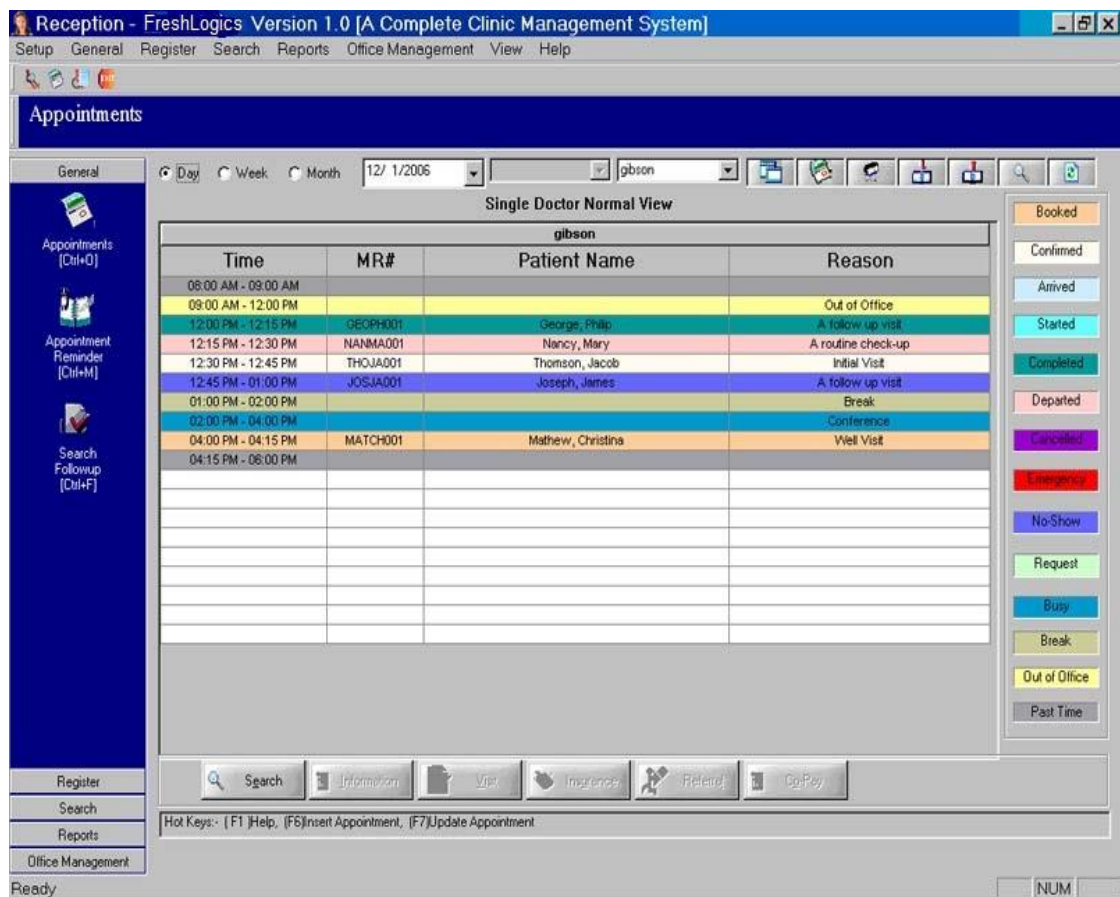 Reception - FreshLogics Version 1.0 [A Complete Clinic Management System]
Setup General Register Search Reports Office Management View Help
Appointments
General
Day Week Month 12/ 1/2006 gibson
Single Doctor Normal View
gibson
Time MR# Patient Name Reason
08:00 AM - 09:00 AM
09:00 AM - 12:00 PM Out of Office
12:00 PM - 12:15 PM GEOPH001 George, Philip A follow up visit
12:15 PM - 12:30 PM NANMA001 Nancy, Mary A routine check-up
12:30 PM - 12:45 PM THOJA001 Thomson, Jacob Initial Visit
12:45 PM - 01:00 PM JOSJA001 Joseph, James A follow up visit
01:00 PM - 02:00 PM Break
02:00 PM - 04:00 PM Conference
04:00 PM - 04:15 PM MATCH001 Mathew, Christina Well Visit
04:15 PM - 06:00 PM
Appointments
[Ctrl+O]
Appointment
Reminder
[Ctrl+M]
Search
Followup
[Ctrl+F]
Booked
Confirmed
Arrived
Started
Completed
Departed
Cancelled
Emergency
No-Show
Request
Busy
Break
Out of Office
Past Time
Search Information Visit Insurance Referral Co-Pay
Hot Keys:- ( F1 )Help, (F6)Insert Appointment, (F7)Update Appointment
Register
Search
Reports
Office Management
Ready NUM